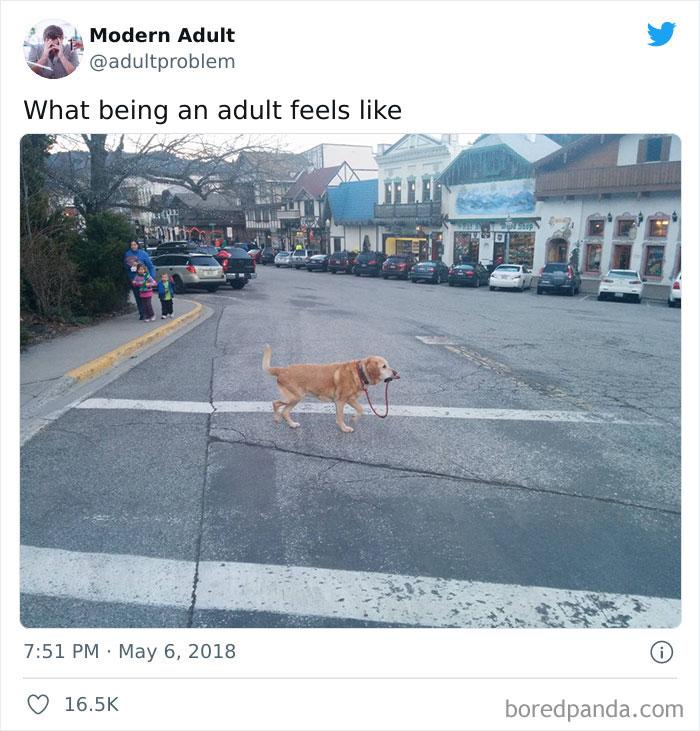 Modern Adult
@adultproblem
What being an adult feels like
7:51 PM · May 6, 2018
16.5K
boredpanda.com